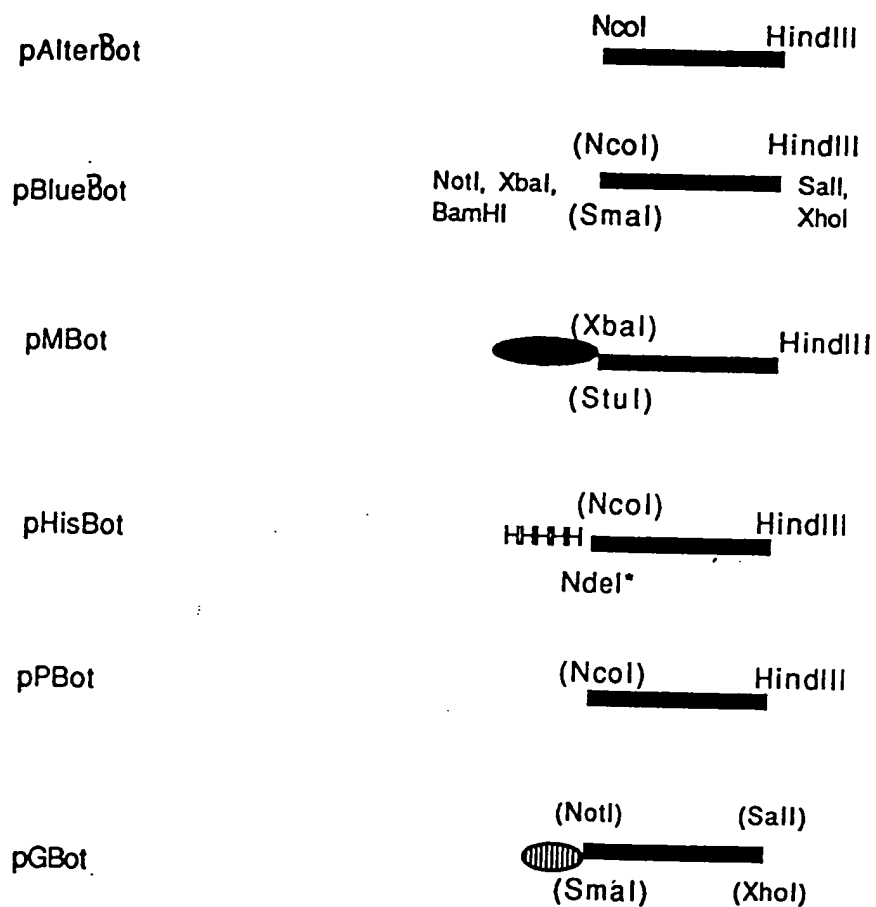 pAlterBot
NcoI
HindIII
pBlueBot
(NcoI)
HindIII
NotI, XbaI,
BamHI
(SmaI)
SalI,
XhoI
pMBot
(XbaI)
HindIII
(StuI)
pHisBot
(NcoI)
HindIII
HHHHH
NdeI*
pPBot
(NcoI)
HindIII
pGBot
(NotI)
(SalI)
(SmaI)
(XhoI)